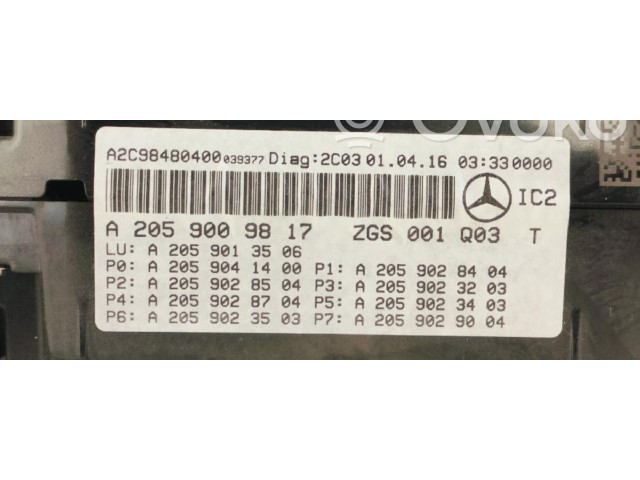 A2C98480400 039377 Diag:2C03 01.04.16 03:33 0000
IC2
A 205 900 98 17 ZGS 001 Q03 T
LU: A 205 901 35 06
P0: A 205 904 14 00 P1: A 205 902 84 04
P2: A 205 902 85 04 P3: A 205 902 32 03
P4: A 205 902 87 04 P5: A 205 902 34 03
P6: A 205 902 35 03 P7: A 205 902 90 04